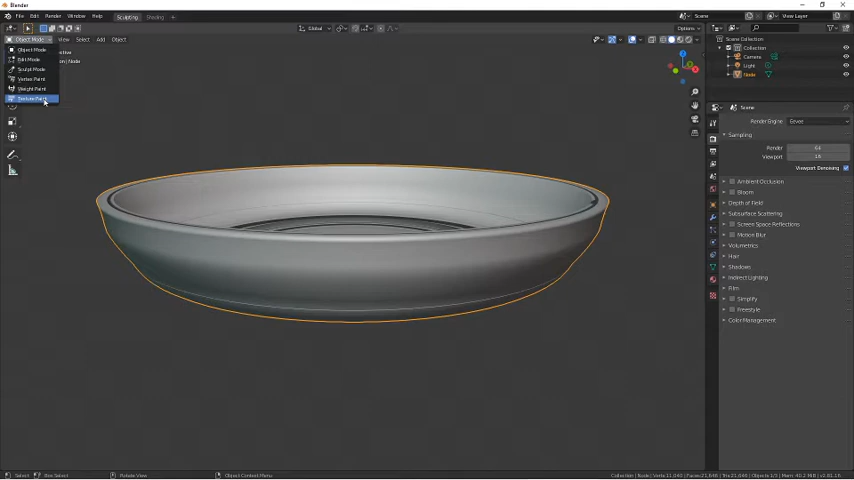 Blender
File Edit Render Window Help Sculpting Shading Scene View Layer
Global Options
Object Mode View Select Add Object Scene Collection
Object Mode
Edit Mode
Sculpt Mode
Vertex Paint
Weight Paint
Texture Paint
Collection
Camera
Light
Node
Scene
Render Engine Eevee
Sampling
Render 64
Viewport 16
Viewport Denoising
Ambient Occlusion
Bloom
Depth of Field
Subsurface Scattering
Screen Space Reflections
Motion Blur
Volumetrics
Hair
Shadows
Indirect Lighting
Film
Simplify
Freestyle
Color Management
Select Box Select Rotate View Object Context Menu